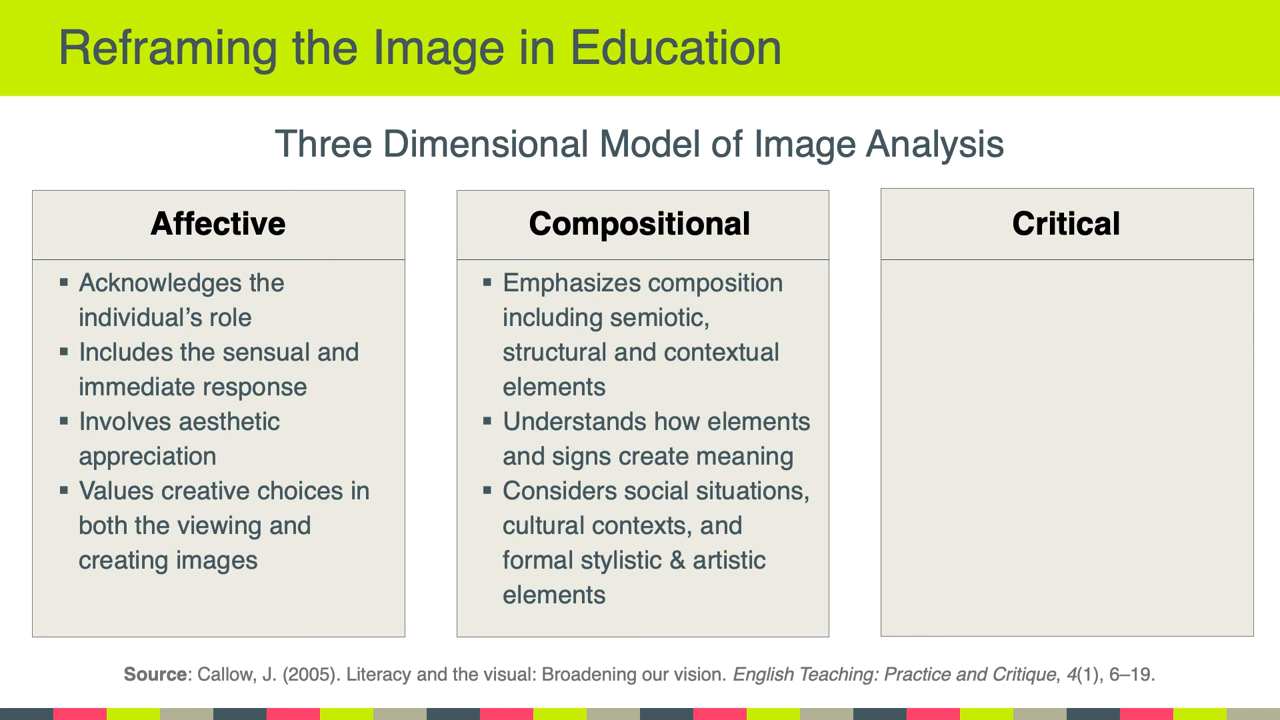 Reframing the Image in Education
Three Dimensional Model of Image Analysis
Affective
▪ Acknowledges the
individual’s role
▪ Includes the sensual and
immediate response
▪ Involves aesthetic
appreciation
▪ Values creative choices in
both the viewing and
creating images
Compositional
▪ Emphasizes composition
including semiotic,
structural and contextual
elements
▪ Understands how elements
and signs create meaning
▪ Considers social situations,
cultural contexts, and
formal stylistic & artistic
elements
Critical
Source: Callow, J. (2005). Literacy and the visual: Broadening our vision. English Teaching: Practice and Critique, 4(1), 6–19.